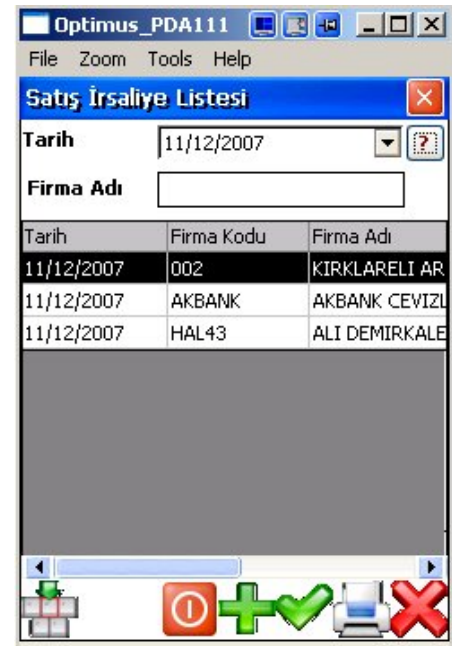 Optimus_PDA111
File Zoom Tools Help
Satış İrsaliye Listesi
Tarih 11/12/2007 ?
Firma Adı
Tarih Firma Kodu Firma Adı
11/12/2007 002 KIRKLARELI AR
11/12/2007 AKBANK AKBANK CEVIZL
11/12/2007 HAL43 ALI DEMIRKALE